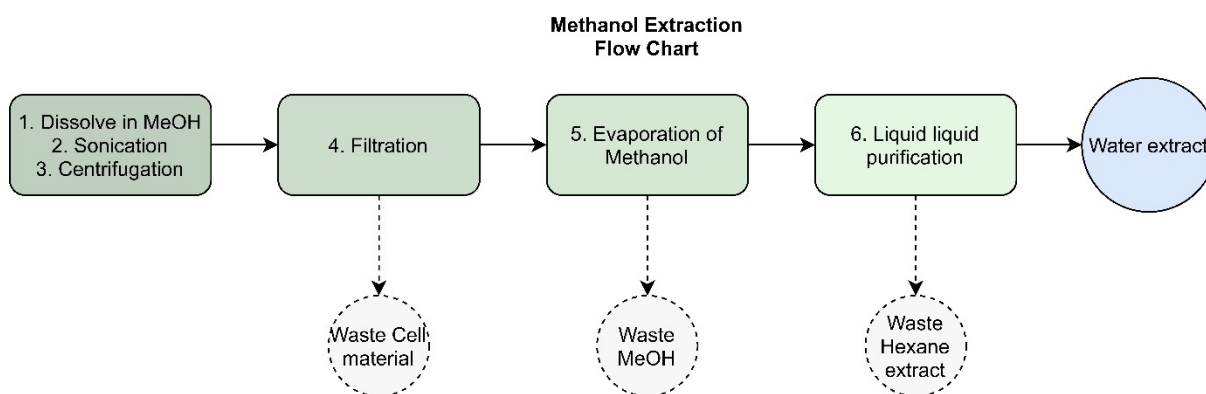 Methanol Extraction
Flow Chart
1. Dissolve in MeOH
2. Sonication
3. Centrifugation
4. Filtration
5. Evaporation of
Methanol
6. Liquid liquid
purification
Water extract
Waste Cell
material
Waste
MeOH
Waste
Hexane
extract